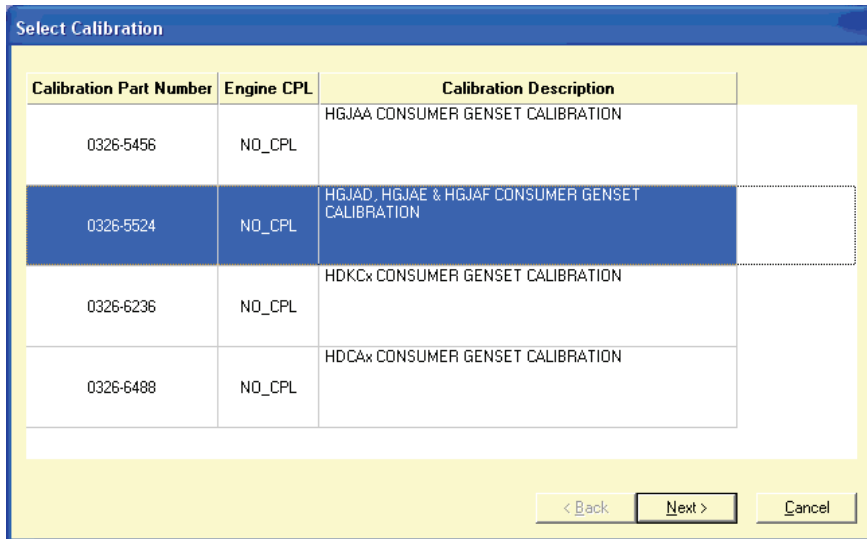 Select Calibration
Calibration Part Number Engine CPL Calibration Description
0326-5456 NO_CPL HGJAA CONSUMER GENSET CALIBRATION
0326-5524 NO_CPL HGJAD, HGJAE & HGJAF CONSUMER GENSET
CALIBRATION
0326-6236 NO_CPL HDKCx CONSUMER GENSET CALIBRATION
0326-6488 NO_CPL HDCAx CONSUMER GENSET CALIBRATION
< Back Next > Cancel